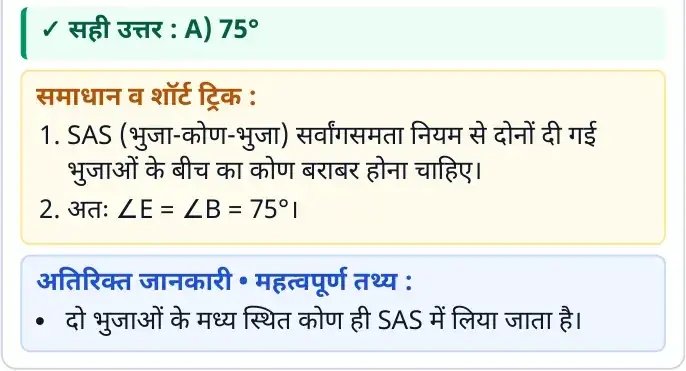 ✓ सही उत्तर : A) 75°
समाधान व शॉर्ट ट्रिक :
1. SAS (भुजा-कोण-भुजा) सर्वांगसमता नियम से दोनों दी गई
भुजाओं के बीच का कोण बराबर होना चाहिए।
2. अतः ∠E = ∠B = 75°।
अतिरिक्त जानकारी • महत्वपूर्ण तथ्य :
• दो भुजाओं के मध्य स्थित कोण ही SAS में लिया जाता है।